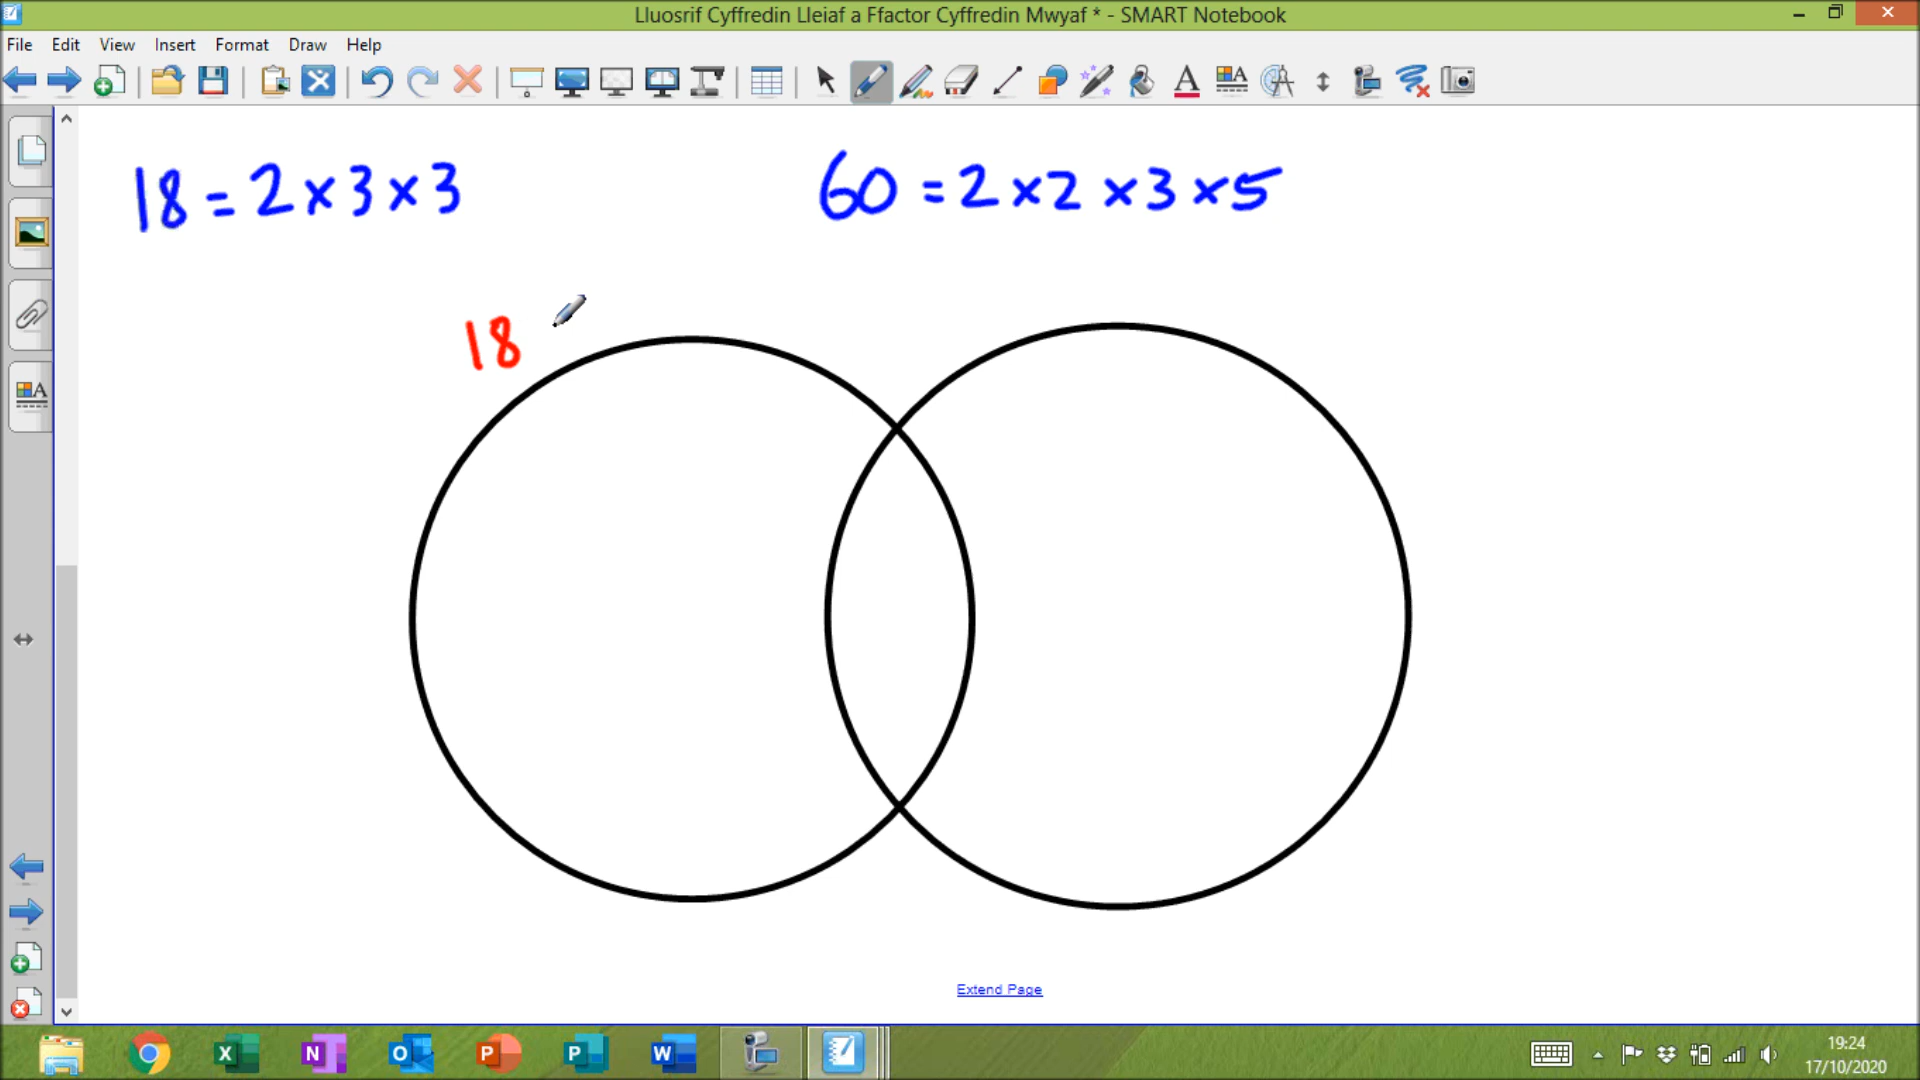 Lluosrif Cyffredin Lleiaf a Ffactor Cyffredin Mwyaf * - SMART Notebook
File Edit View Insert Format Draw Help
18 = 2 × 3 × 3
60 = 2 × 2 × 3 × 5
18
Extend Page
19:24
17/10/2020